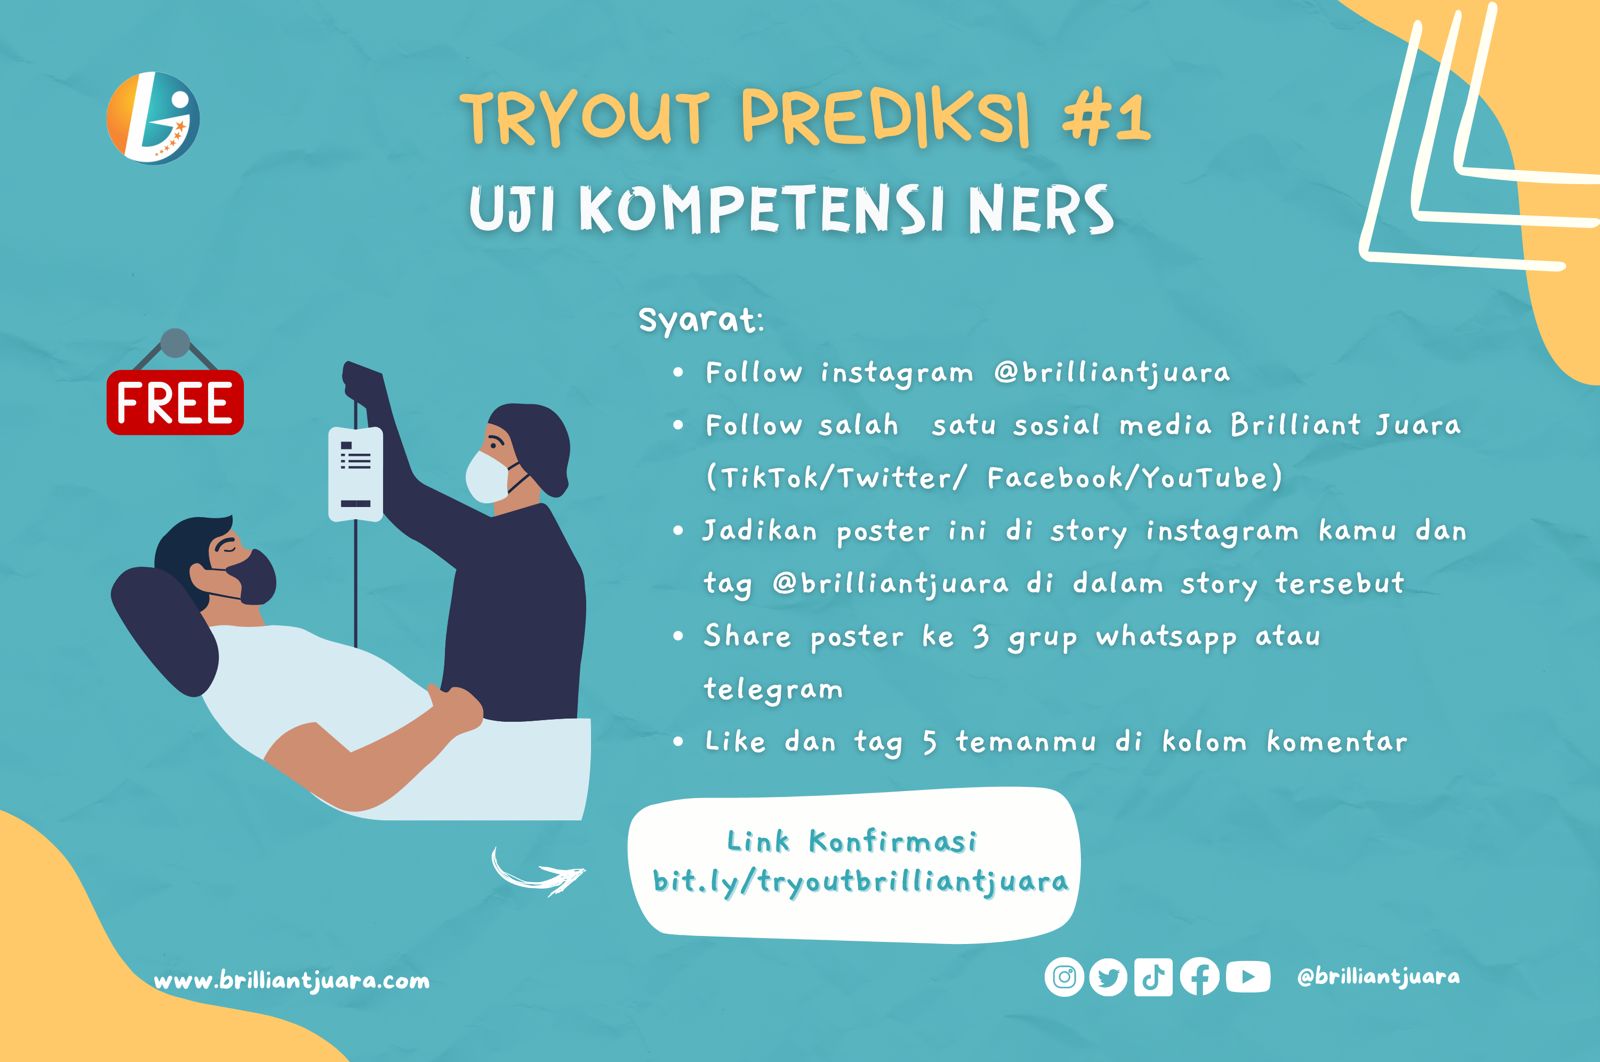 TRYOUT PREDIKSI #1
UJI KOMPETENSI NERS
FREE
Syarat:
• Follow instagram @brilliantjuara
• Follow salah satu sosial media Brilliant Juara
(TikTok/Twitter/ Facebook/YouTube)
• Jadikan poster ini di story instagram kamu dan
tag @brilliantjuara di dalam story tersebut
• Share poster ke 3 grup whatsapp atau
telegram
• Like dan tag 5 temanmu di kolom komentar
Link Konfirmasi
bit.ly/tryoutbrilliantjuara
www.brilliantjuara.com
@brilliantjuara